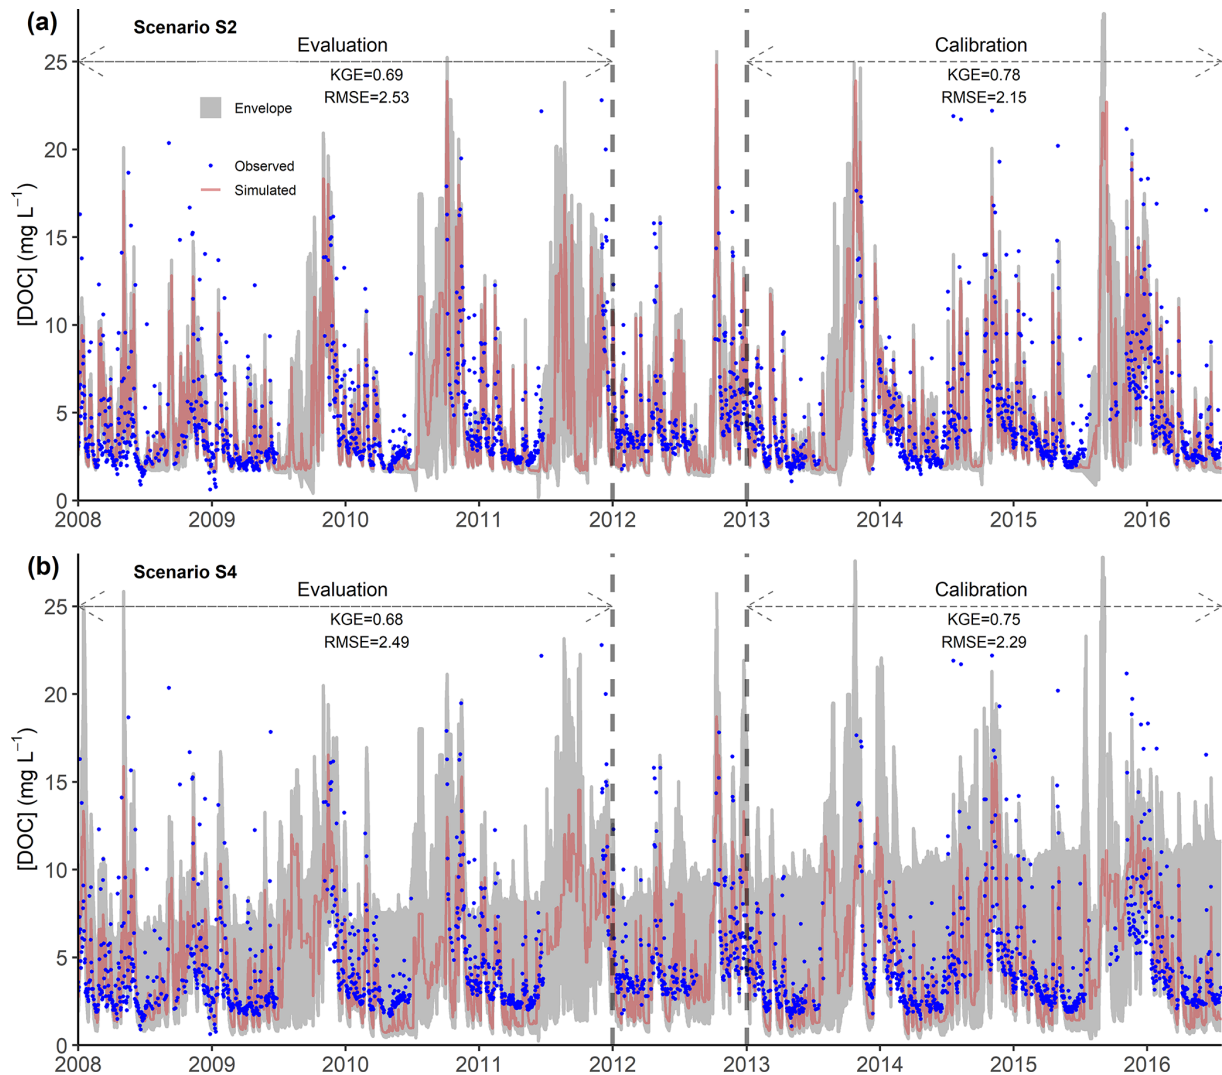 (a)
Scenario S2
Evaluation
Calibration
KGE=0.69
KGE=0.78
RMSE=2.53
RMSE=2.15
Envelope
Observed
Simulated
[DOC] (mg L⁻¹)
25
20
15
10
5
0
2008 2009 2010 2011 2012 2013 2014 2015 2016
(b)
Scenario S4
Evaluation
Calibration
KGE=0.68
KGE=0.75
RMSE=2.49
RMSE=2.29
[DOC] (mg L⁻¹)
25
20
15
10
5
0
2008 2009 2010 2011 2012 2013 2014 2015 2016